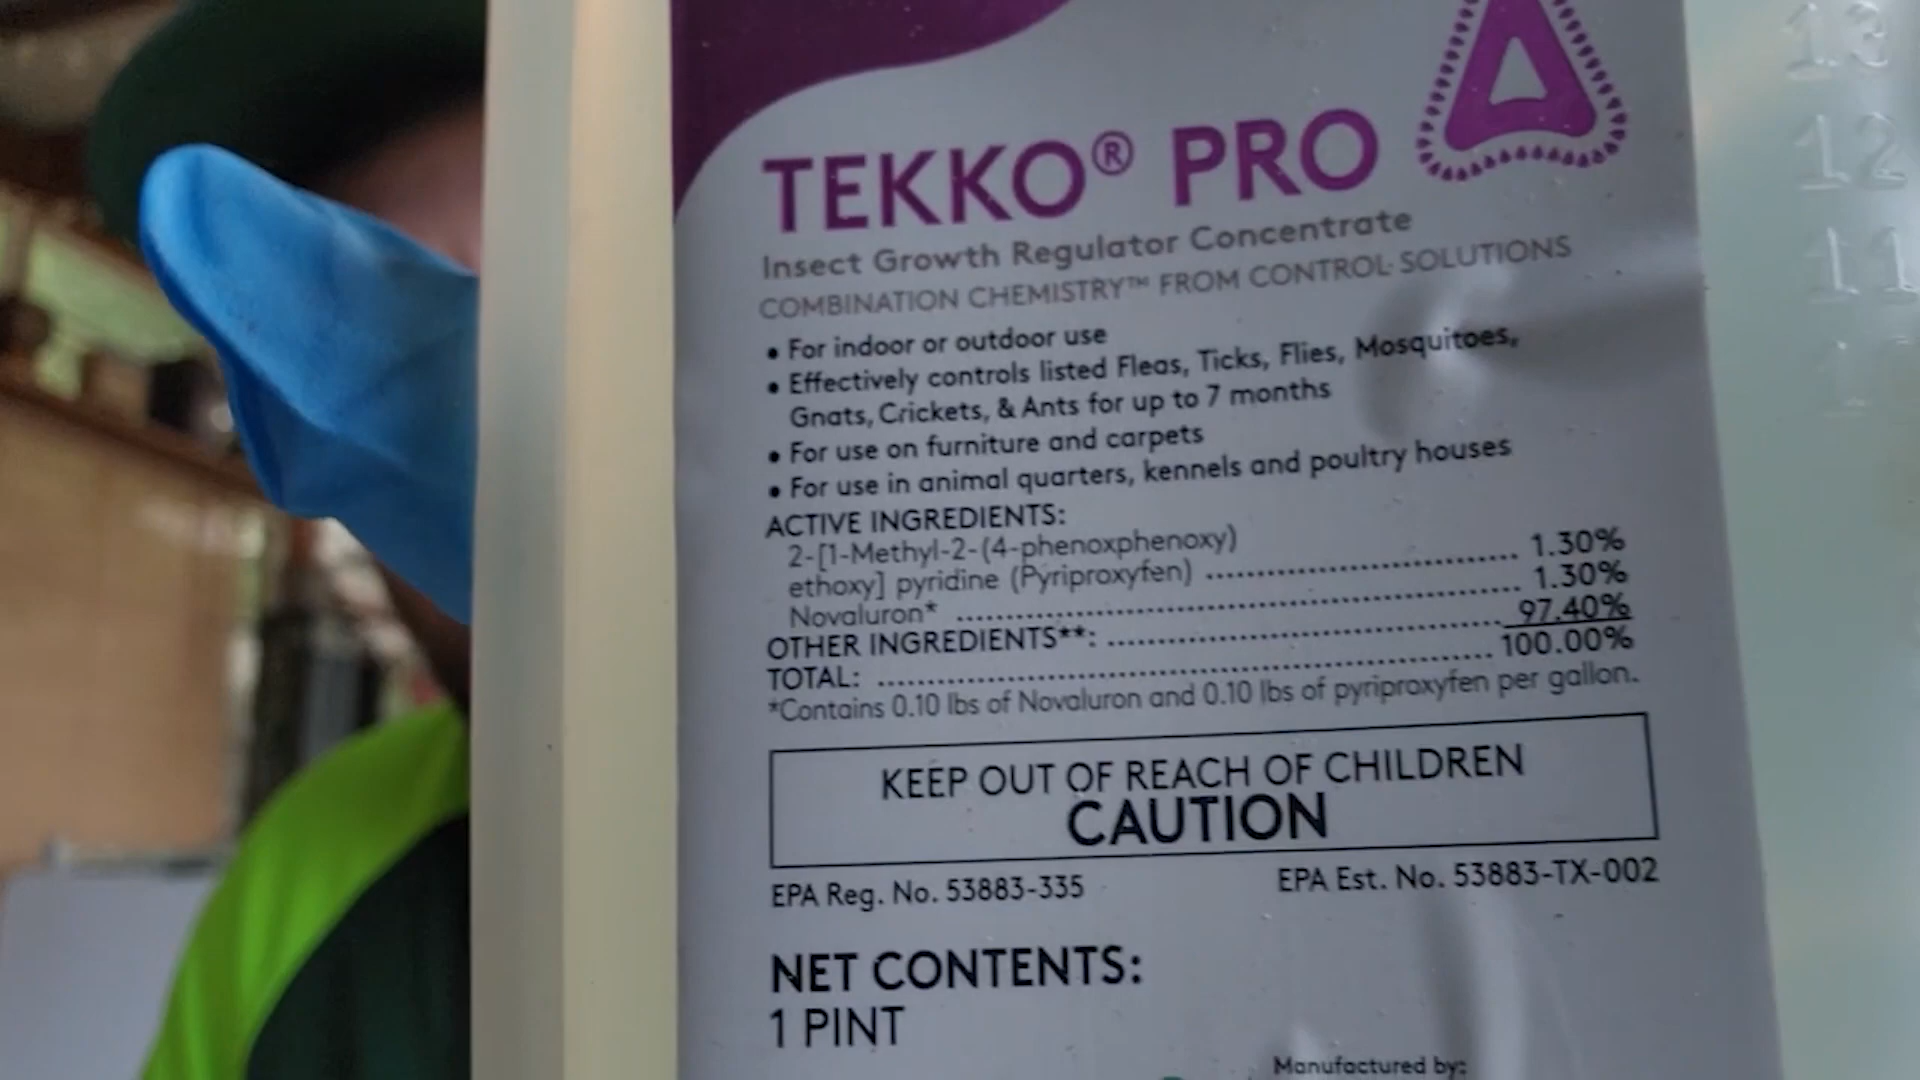 TEKKO® PRO
Insect Growth Regulator Concentrate
COMBINATION CHEMISTRY™ FROM CONTROL SOLUTIONS
• For indoor or outdoor use
• Effectively controls listed Fleas, Ticks, Flies, Mosquitoes,
Gnats, Crickets, & Ants for up to 7 months
• For use on furniture and carpets
• For use in animal quarters, kennels and poultry houses
ACTIVE INGREDIENTS:
2-[1-Methyl-2-(4-phenoxphenoxy)
ethoxy] pyridine (Pyriproxyfen) ........................................ 1.30%
Novaluron* ........................................ 1.30%
OTHER INGREDIENTS**: ........................................ 97.40%
TOTAL: ........................................ 100.00%
*Contains 0.10 lbs of Novaluron and 0.10 lbs of pyriproxyfen per gallon.
KEEP OUT OF REACH OF CHILDREN
CAUTION
EPA Reg. No. 53883-335 EPA Est. No. 53883-TX-002
NET CONTENTS:
1 PINT
Manufactured by:
13
12
11
10